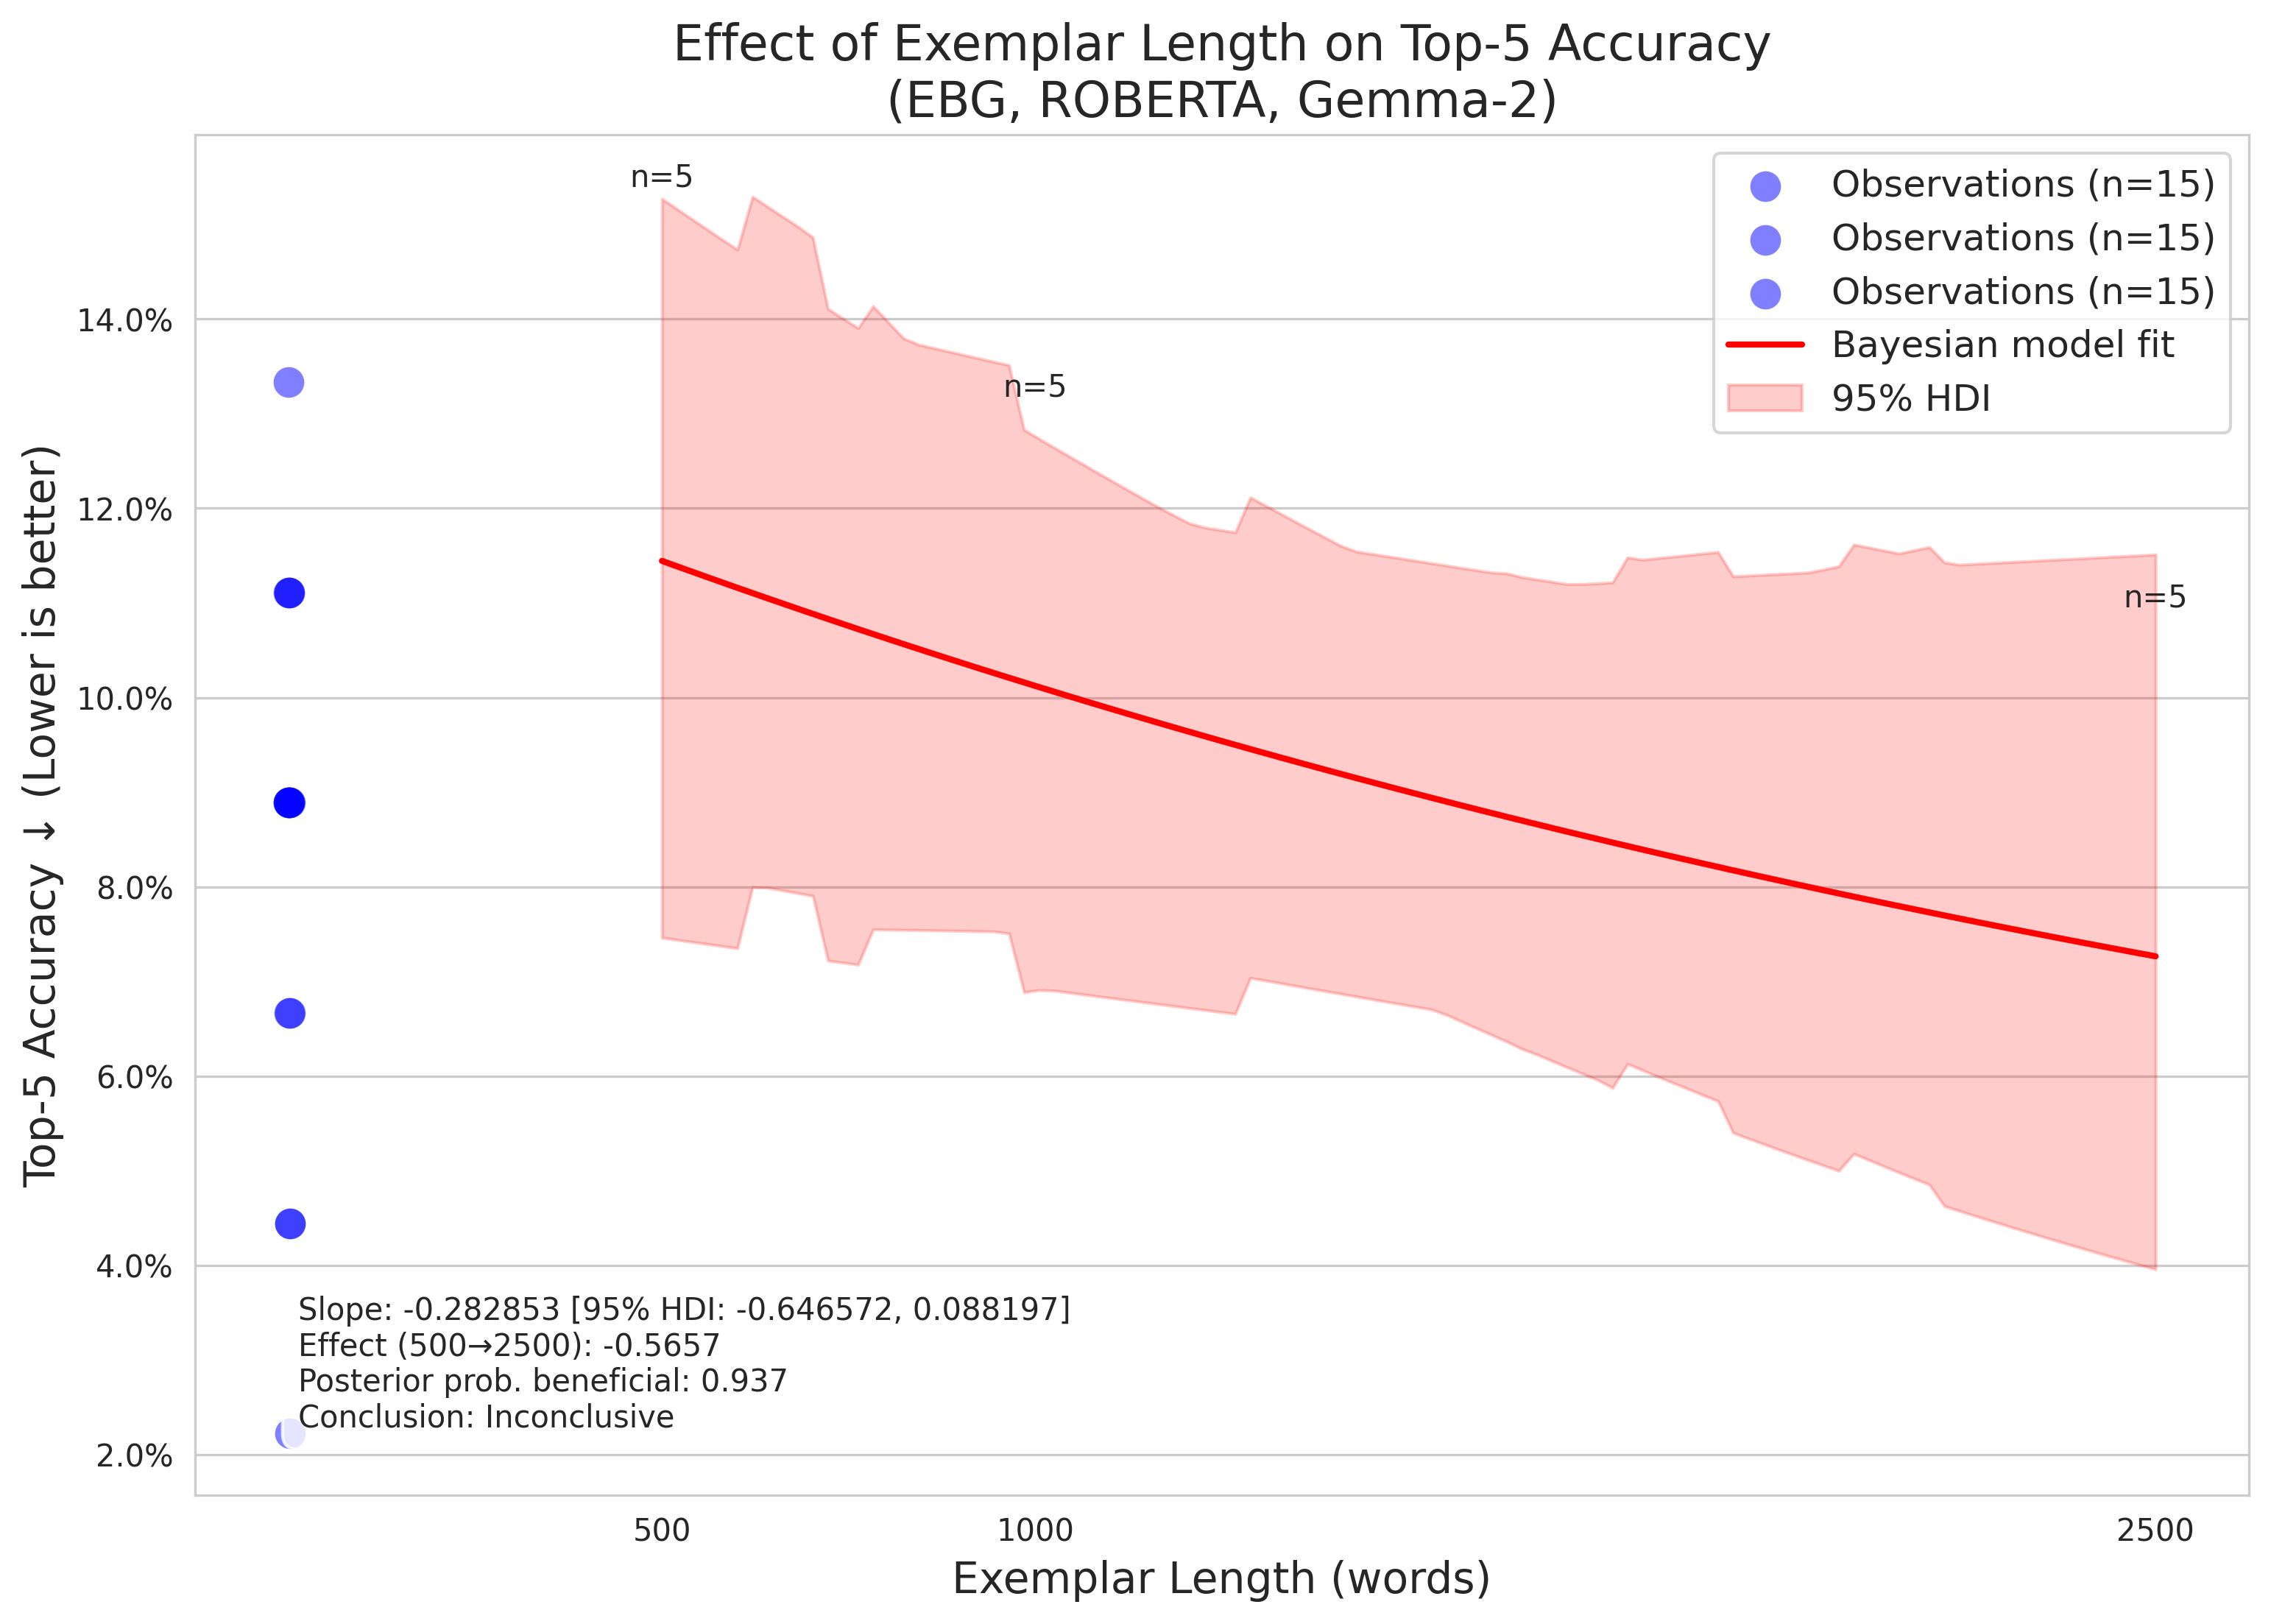 Effect of Exemplar Length on Top-5 Accuracy
(EBG, ROBERTA, Gemma-2)
Top-5 Accuracy ↓ (Lower is better)
14.0%
12.0%
10.0%
8.0%
6.0%
4.0%
2.0%
n=5
n=5
n=5
Observations (n=15)
Observations (n=15)
Observations (n=15)
Bayesian model fit
95% HDI
Slope: -0.282853 [95% HDI: -0.646572, 0.088197]
Effect (500→2500): -0.5657
Posterior prob. beneficial: 0.937
Conclusion: Inconclusive
500
1000
2500
Exemplar Length (words)